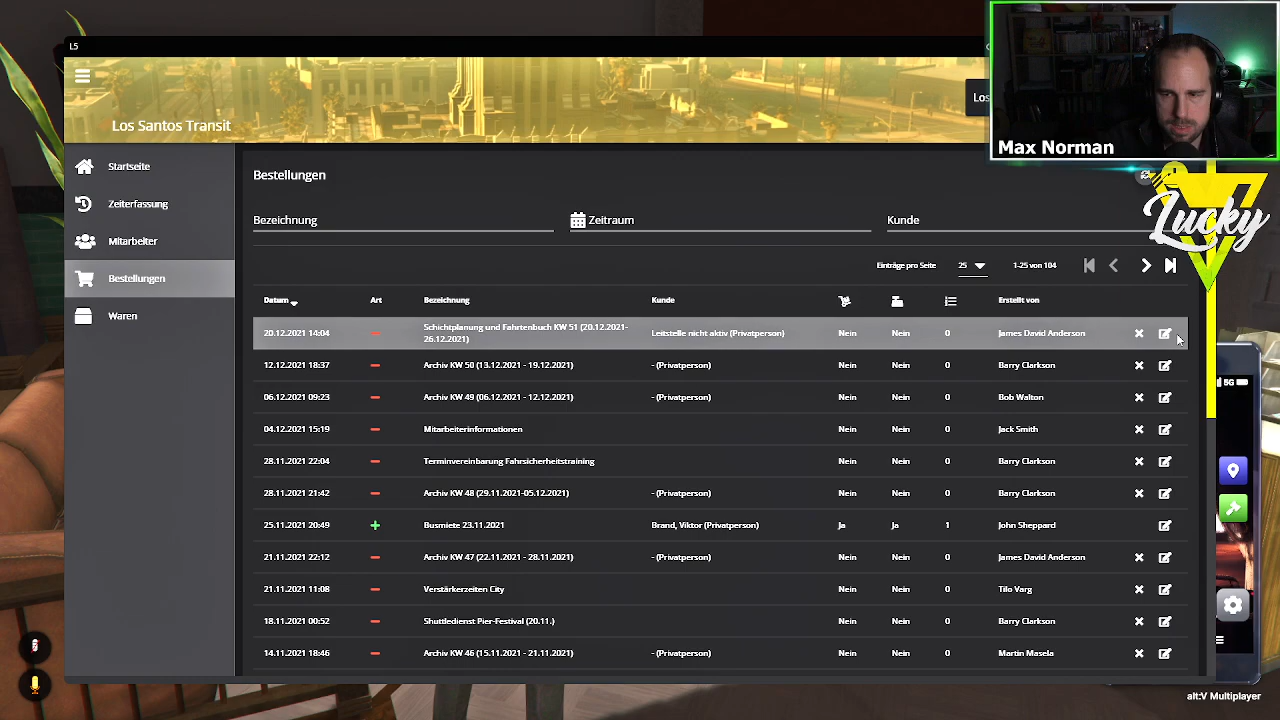 L5
Los
Max Norman
Los Santos Transit
Lucky
Startseite
Zeiterfassung
Mitarbeiter
Bestellungen
Waren
Bestellungen
Bezeichnung
Zeitraum
Kunde
Einträge pro Seite 25 1-25 von 104
Datum Art Bezeichnung Kunde Erstellt von
20.12.2021 14:04 Schichtplanung und Fahrtenbuch KW 51 (20.12.2021-
26.12.2021) Leitstelle nicht aktiv (Privatperson) Nein Nein 0 James David Anderson
12.12.2021 18:37 Archiv KW 50 (13.12.2021 - 19.12.2021) - (Privatperson) Nein Nein 0 Barry Clarkson
06.12.2021 09:23 Archiv KW 49 (06.12.2021 - 12.12.2021) - (Privatperson) Nein Nein 0 Bob Walton
04.12.2021 15:19 Mitarbeiterinformationen Nein Nein 0 Jack Smith
28.11.2021 22:04 Terminvereinbarung Fahrsicherheitstraining Nein Nein 0 Barry Clarkson
28.11.2021 21:42 Archiv KW 48 (29.11.2021-05.12.2021) - (Privatperson) Nein Nein 0 Barry Clarkson
25.11.2021 20:49 Busmiete 23.11.2021 Brand, Viktor (Privatperson) Ja Ja 1 John Sheppard
21.11.2021 22:12 Archiv KW 47 (22.11.2021 - 28.11.2021) - (Privatperson) Nein Nein 0 James David Anderson
21.11.2021 11:08 Verstärkerzeiten City Nein Nein 0 Tilo Varg
18.11.2021 00:52 Shuttledienst Pier-Festival (20.11.) Nein Nein 0 Barry Clarkson
14.11.2021 18:46 Archiv KW 46 (15.11.2021 - 21.11.2021) - (Privatperson) Nein Nein 0 Martin Masela
5G
alt:V Multiplayer